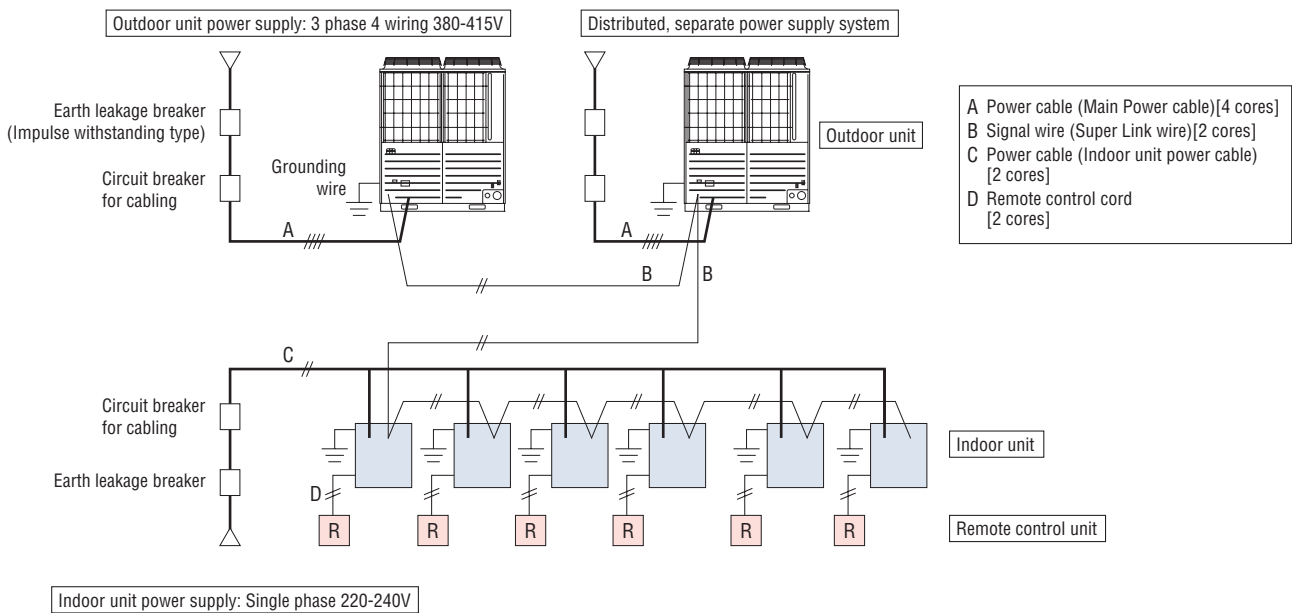 Outdoor unit power supply: 3 phase 4 wiring 380-415V
Distributed, separate power supply system
Earth leakage breaker
(Impulse withstanding type)
Circuit breaker
for cabling
Grounding
wire
A
A
Outdoor unit
A Power cable (Main Power cable)[4 cores]
B Signal wire (Super Link wire)[2 cores]
C Power cable (Indoor unit power cable)
[2 cores]
D Remote control cord
[2 cores]
B
B
C
Circuit breaker
for cabling
Earth leakage breaker
Indoor unit
D
R
R
R
R
R
R
Remote control unit
Indoor unit power supply: Single phase 220-240V